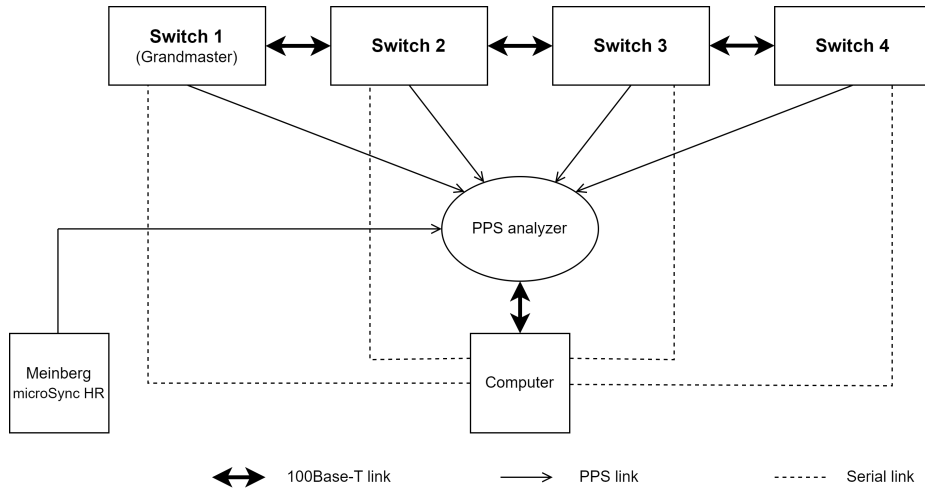 Switch 1
(Grandmaster)
Switch 2
Switch 3
Switch 4
PPS analyzer
Meinberg
microSync HR
Computer
100Base-T link
PPS link
Serial link